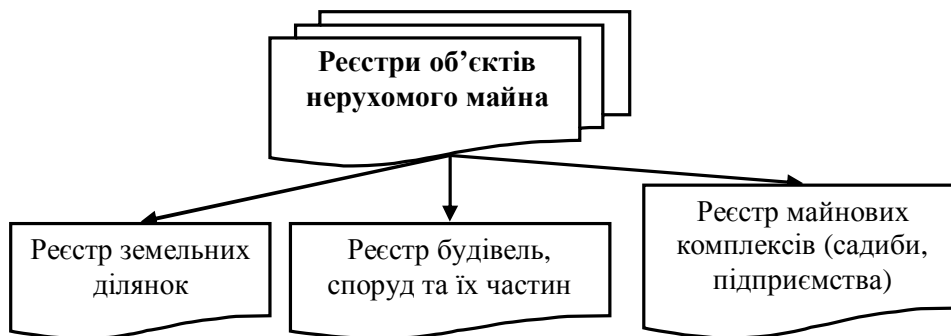 Реєстри об’єктів
нерухомого майна
Реєстр земельних
ділянок
Реєстр будівель,
споруд та їх частин
Реєстр майнових
комплексів (садиби,
підприємства)